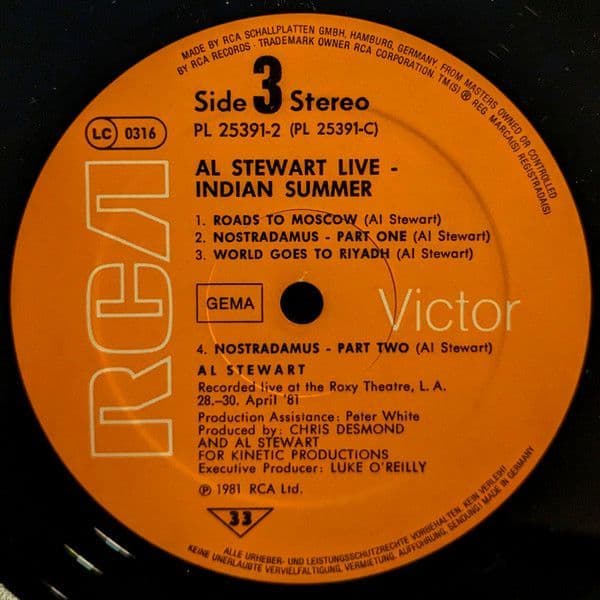 MADE BY RCA SCHALLPLATTEN GMBH, HAMBURG, GERMANY, FROM MASTERS OWNED OR CONTROLLED
BY RCA RECORDS · TRADEMARK OWNER RCA CORPORATION. TM(S) ® REG. MARCA(S) REGISTRADA(S)
Side 3 Stereo
PL 25391-2 (PL 25391-C)
LC 0316
AL STEWART LIVE -
INDIAN SUMMER
1. ROADS TO MOSCOW (Al Stewart)
2. NOSTRADAMUS - PART ONE (Al Stewart)
3. WORLD GOES TO RIYADH (Al Stewart)
RCA
GEMA
Victor
4. NOSTRADAMUS - PART TWO (Al Stewart)
AL STEWART
Recorded live at the Roxy Theatre, L. A.
28.-30. April '81
Production Assistance: Peter White
Produced by: CHRIS DESMOND
AND AL STEWART
FOR KINETIC PRODUCTIONS
Executive Producer: LUKE O'REILLY
℗ 1981 RCA Ltd.
33
ALLE URHEBER- UND LEISTUNGSSCHUTZRECHTE VORBEHALTEN. KEIN VERLEIH!
KEINE UNERLAUBTE VERVIELFÄLTIGUNG, VERMIETUNG, AUFFÜHRUNG, SENDUNG! MADE IN GERMANY